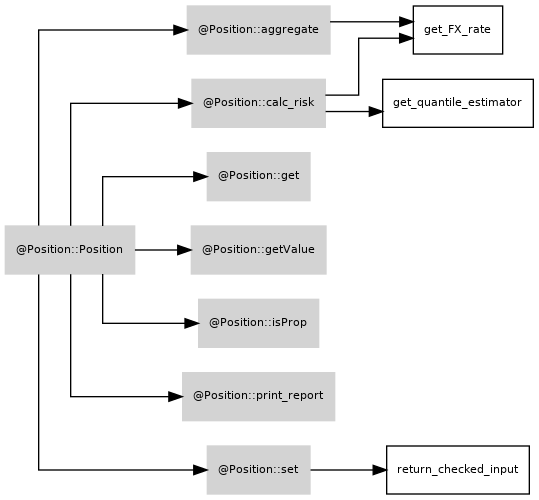 @Position::aggregate
get_FX_rate
@Position::calc_risk
get_quantile_estimator
@Position::get
@Position::Position
@Position::getValue
@Position::isProp
@Position::print_report
@Position::set
return_checked_input